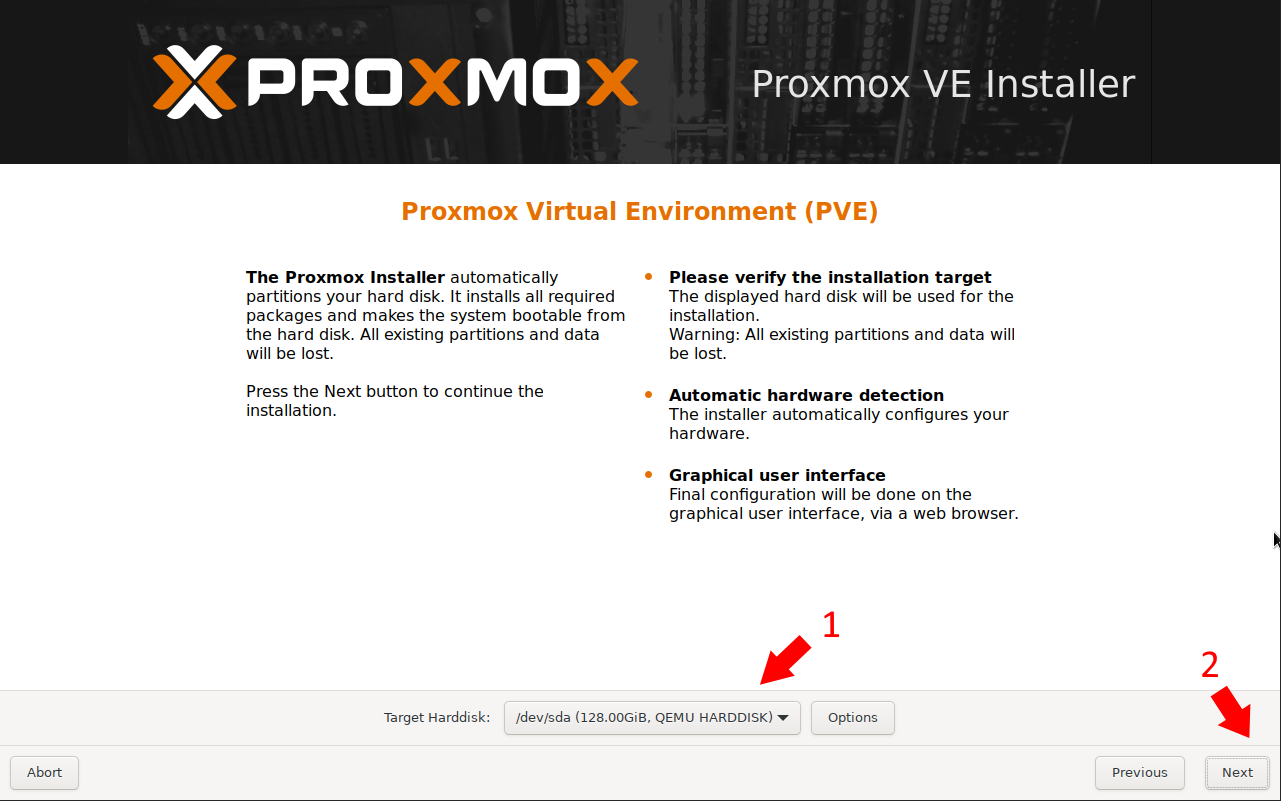 PROXMOX
Proxmox VE Installer
Proxmox Virtual Environment (PVE)
The Proxmox Installer automatically
partitions your hard disk. It installs all required
packages and makes the system bootable from
the hard disk. All existing partitions and data
will be lost.
Press the Next button to continue the
installation.
Please verify the installation target
The displayed hard disk will be used for the
installation.
Warning: All existing partitions and data will
be lost.
Automatic hardware detection
The installer automatically configures your
hardware.
Graphical user interface
Final configuration will be done on the
graphical user interface, via a web browser.
1
2
Target Harddisk: /dev/sda (128.00GiB, QEMU HARDDISK) Options
Abort Previous Next